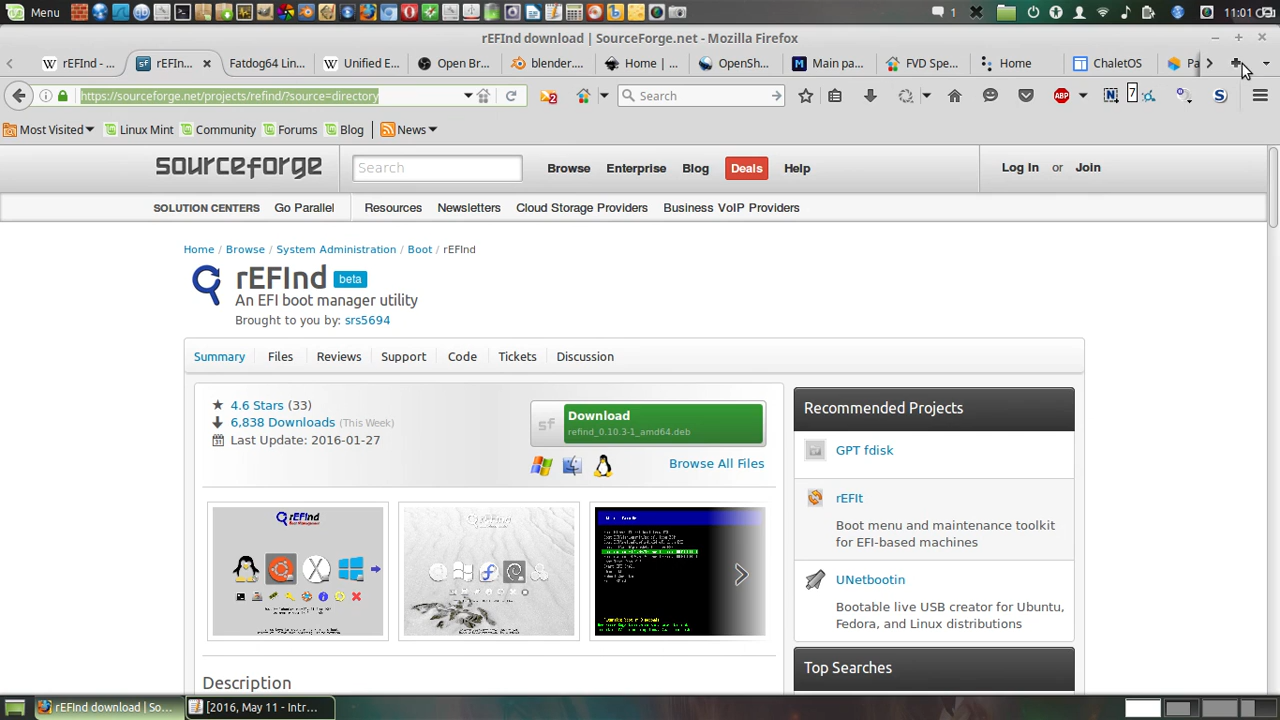 Menu
1
11:01
rEFInd download | SourceForge.net - Mozilla Firefox
rEFInd - ...
rEFIn...
Fatdog64 Lin...
Unified E...
Open Br...
blender....
Home | ...
OpenSh...
Main pa...
FVD Spe...
Home
ChaletOS
Pa
https://sourceforge.net/projects/refind/?source=directory
2
Search
ABP
7
Most Visited
Linux Mint
Community
Forums
Blog
News
sourceforge
Search
Browse
Enterprise
Blog
Deals
Help
Log In or Join
SOLUTION CENTERS
Go Parallel
Resources
Newsletters
Cloud Storage Providers
Business VoIP Providers
Home / Browse / System Administration / Boot / rEFInd
rEFInd beta
An EFI boot manager utility
Brought to you by: srs5694
Summary
Files
Reviews
Support
Code
Tickets
Discussion
4.6 Stars (33)
6,838 Downloads (This Week)
Last Update: 2016-01-27
sf
Download
refind_0.10.3-1_amd64.deb
Browse All Files
rEFInd
Recommended Projects
GPT fdisk
rEFIt
Boot menu and maintenance toolkit
for EFI-based machines
UNetbootin
Bootable live USB creator for Ubuntu,
Fedora, and Linux distributions
Top Searches
Description
rEFInd download | So...
[2016, May 11 - Intr...